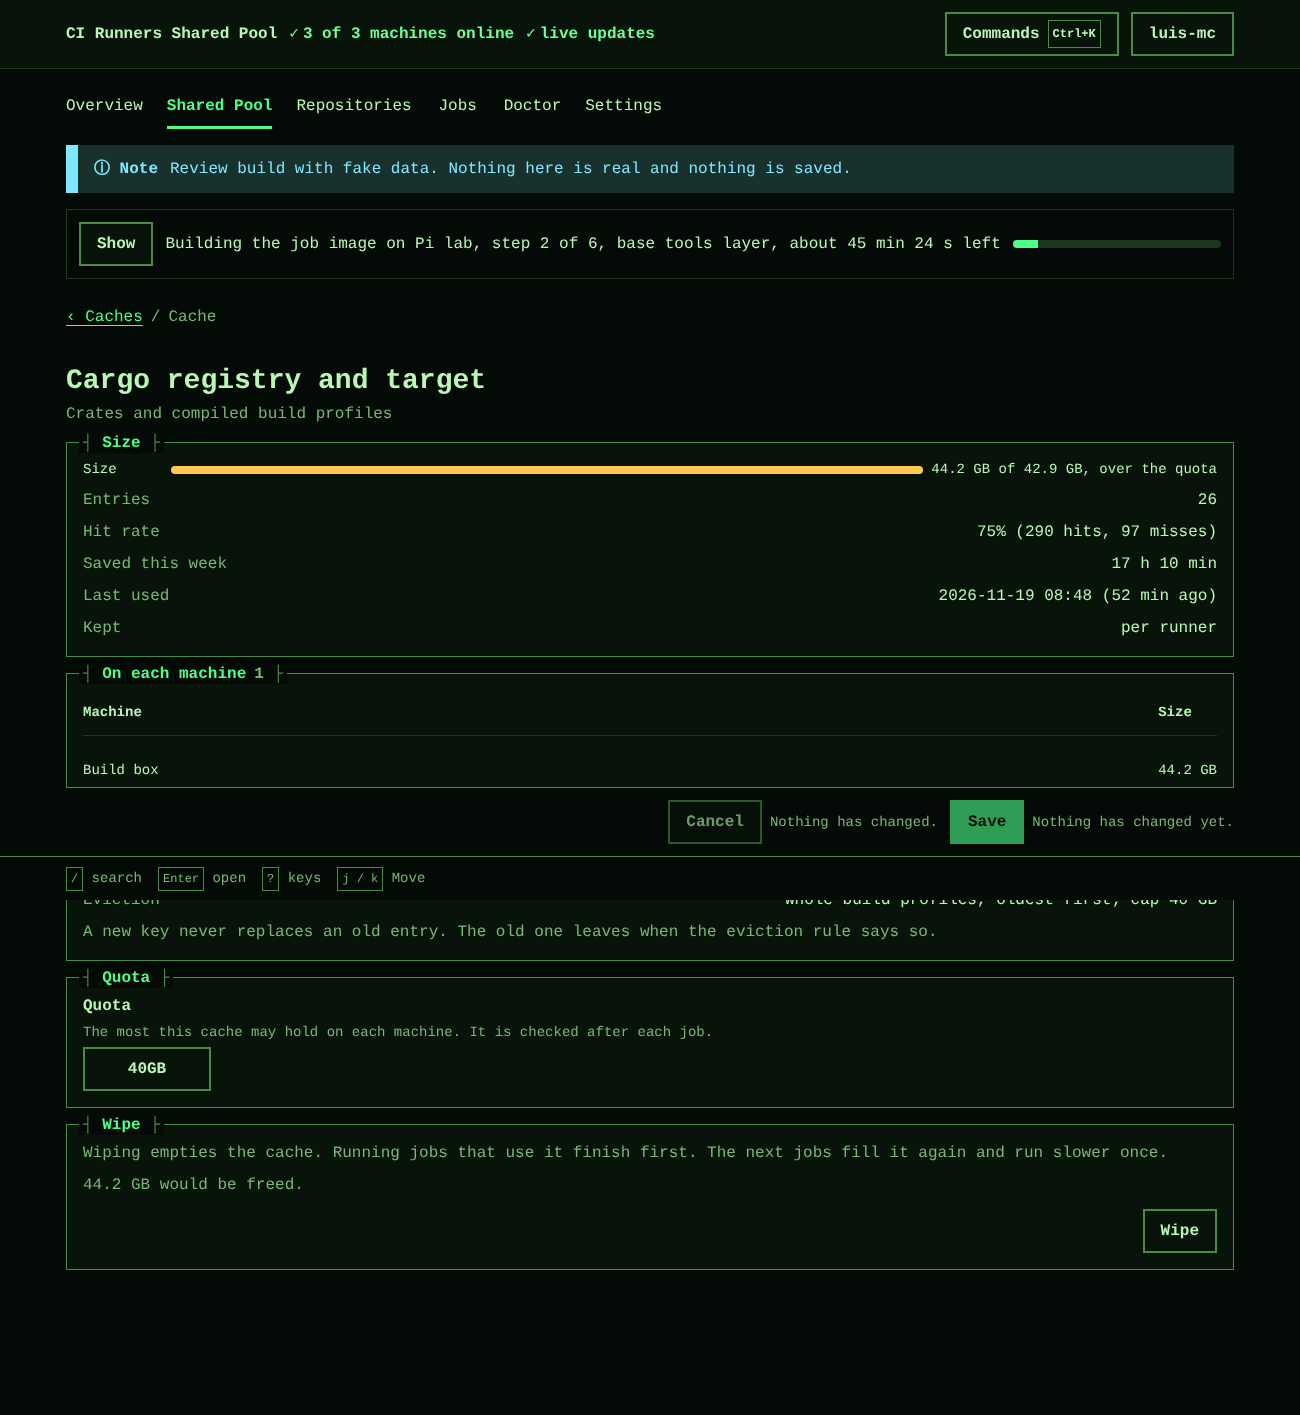 CI Runners Shared Pool ✓ 3 of 3 machines online ✓ live updates Commands Ctrl+K luis-mc
Overview Shared Pool Repositories Jobs Doctor Settings
ⓘ Note Review build with fake data. Nothing here is real and nothing is saved.
Show Building the job image on Pi lab, step 2 of 6, base tools layer, about 45 min 24 s left
‹ Caches / Cache
Cargo registry and target
Crates and compiled build profiles
Size
Size 44.2 GB of 42.9 GB, over the quota
Entries 26
Hit rate 75% (290 hits, 97 misses)
Saved this week 17 h 10 min
Last used 2026-11-19 08:48 (52 min ago)
Kept per runner
On each machine 1
Machine Size
Build box 44.2 GB
Cancel Nothing has changed. Save Nothing has changed yet.
/ search Enter open ? keys j / k Move
Eviction Whole build profiles, oldest first, cap 40 GB
A new key never replaces an old entry. The old one leaves when the eviction rule says so.
Quota
Quota
The most this cache may hold on each machine. It is checked after each job.
40GB
Wipe
Wiping empties the cache. Running jobs that use it finish first. The next jobs fill it again and run slower once.
44.2 GB would be freed.
Wipe